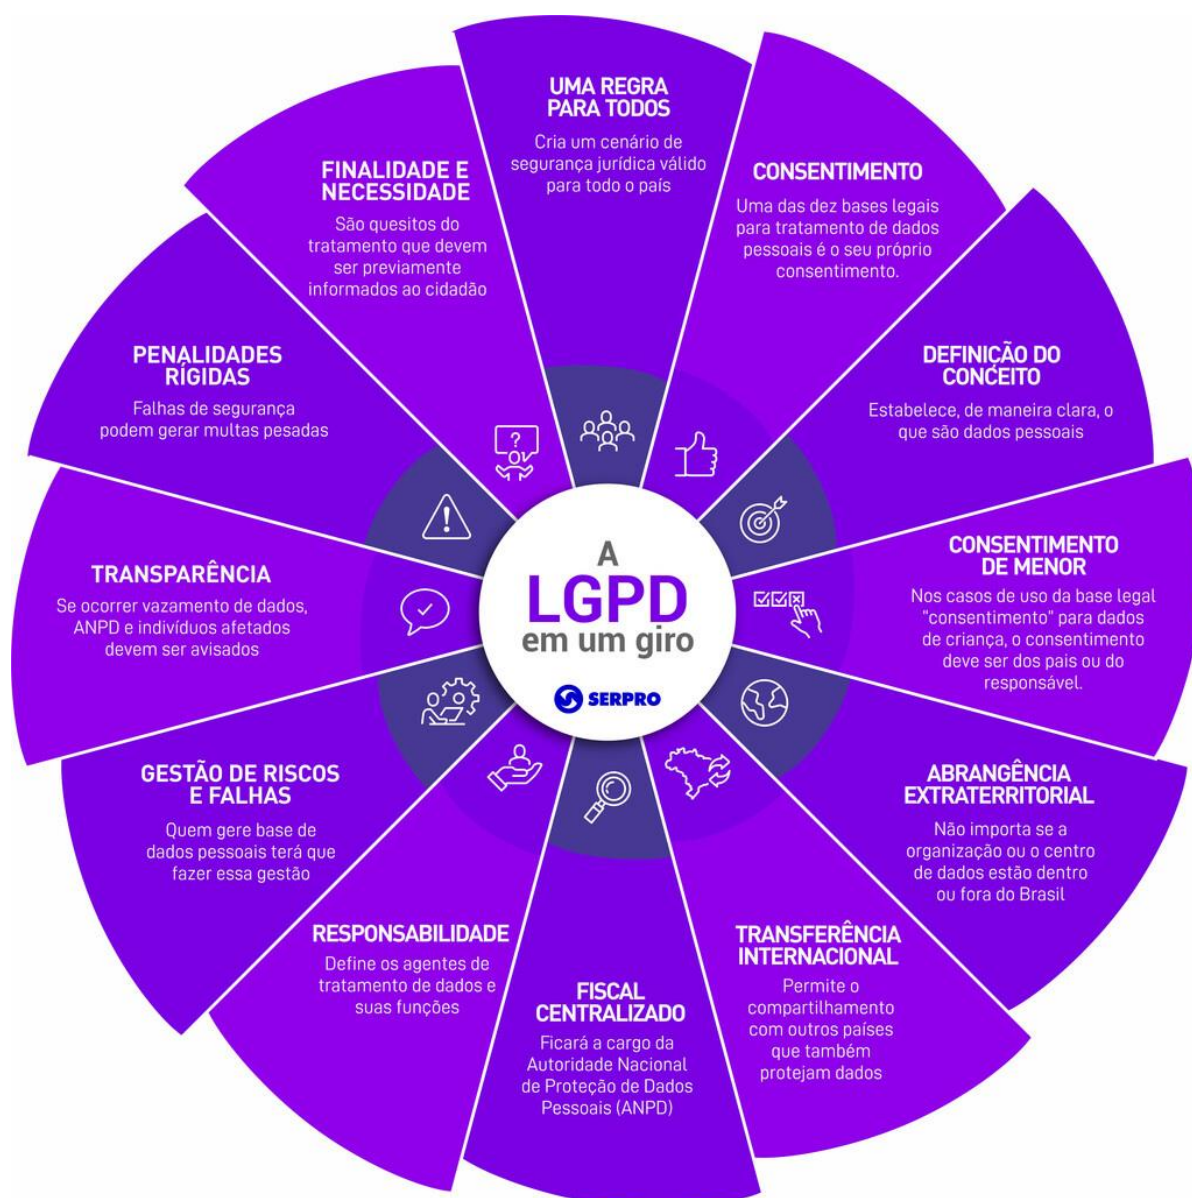 UMA REGRA
PARA TODOS
Cria um cenário de
segurança jurídica válido
para todo o país
CONSENTIMENTO
Uma das dez bases legais
para tratamento de dados
pessoais é o seu próprio
consentimento.
DEFINIÇÃO DO
CONCEITO
Estabelece, de maneira clara, o
que são dados pessoais
CONSENTIMENTO
DE MENOR
Nos casos de uso da base legal
"consentimento" para dados
de criança, o consentimento
deve ser dos pais ou do
responsável.
ABRANGÊNCIA
EXTRATERRITORIAL
Não importa se a
organização ou o centro
de dados estão dentro
ou fora do Brasil
TRANSFERÊNCIA
INTERNACIONAL
Permite o
compartilhamento
com outros países
que também
protejam dados
FISCAL
CENTRALIZADO
Ficará a cargo da
Autoridade Nacional
de Proteção de Dados
Pessoais (ANPD)
RESPONSABILIDADE
Define os agentes de
tratamento de dados e
suas funções
GESTÃO DE RISCOS
E FALHAS
Quem gere base de
dados pessoais terá que
fazer essa gestão
TRANSPARÊNCIA
Se ocorrer vazamento de dados,
ANPD e indivíduos afetados
devem ser avisados
PENALIDADES
RÍGIDAS
Falhas de segurança
podem gerar multas pesadas
FINALIDADE E
NECESSIDADE
São quesitos do
tratamento que devem
ser previamente
informados ao cidadão
?
!
A
LGPD
em um giro
SERPRO